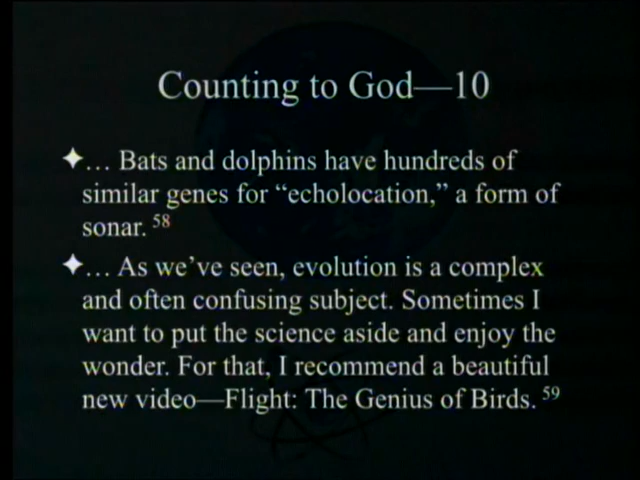 Counting to God—10
✦… Bats and dolphins have hundreds of
similar genes for “echolocation,” a form of
sonar. 58
✦… As we’ve seen, evolution is a complex
and often confusing subject. Sometimes I
want to put the science aside and enjoy the
wonder. For that, I recommend a beautiful
new video—Flight: The Genius of Birds. 59